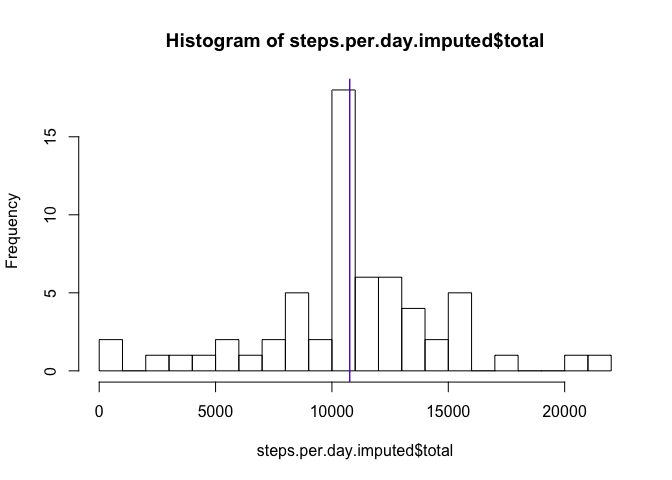 Histogram of steps.per.day.imputed$total
Frequency
15
10
5
0
0 5000 10000 15000 20000
steps.per.day.imputed$total